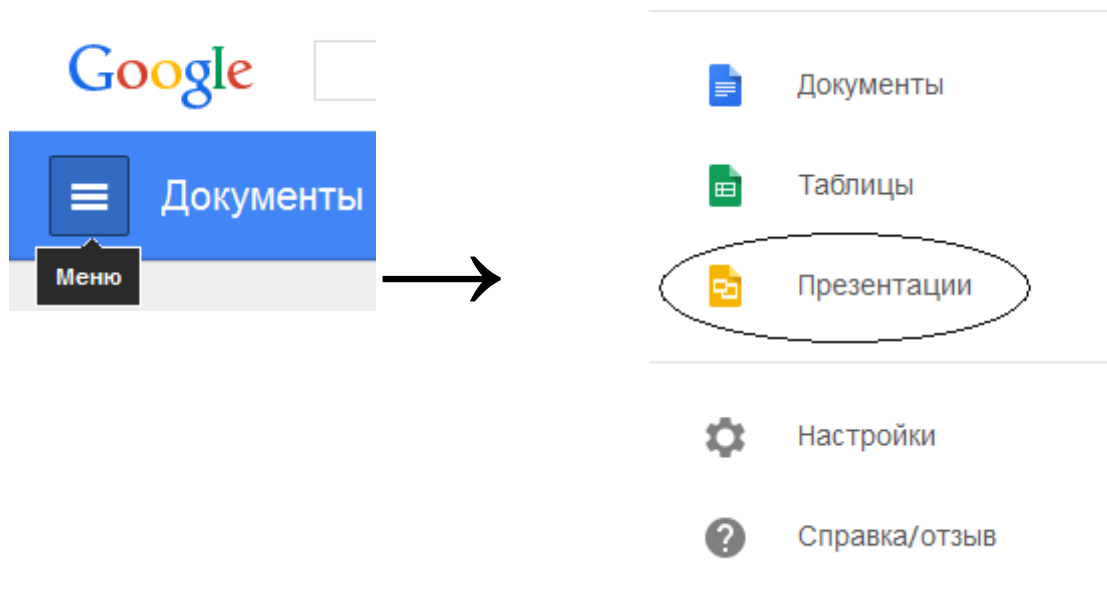 Google
Документы
Меню
Документы
Таблицы
Презентации
Настройки
Справка/отзыв